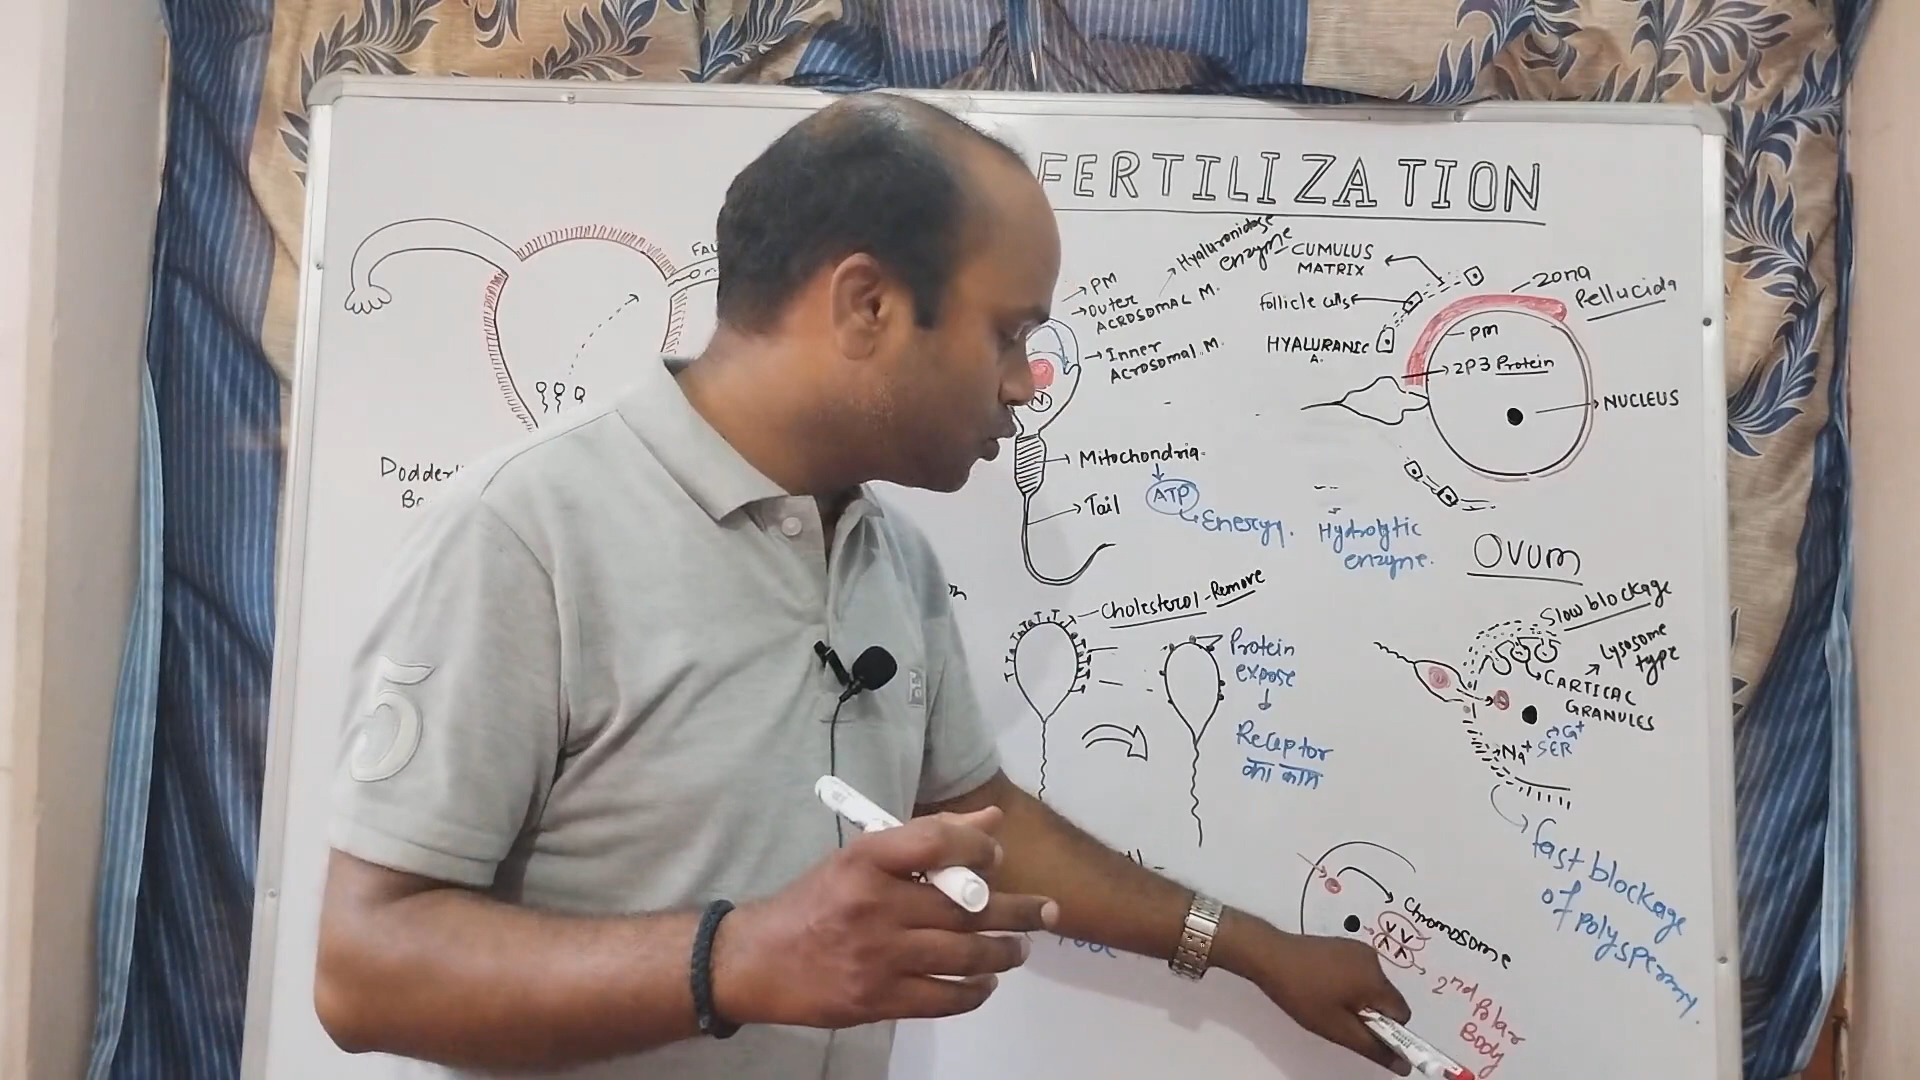 FERTILIZATION
Hyaluronidase
enzyme
PM
Outer
ACROSOMAL M.
Inner
Acrosomal M.
N
Mitochondria
ATP
Energy.
Tail
CUMULUS
MATRIX
follicle cells
HYALURANIC
A.
Zona
Pellucida
PM
ZP3 Protein
NUCLEUS
Hydrolytic
enzyme.
OVUM
Cholesterol - Remove
Protein
expose
Receptor
का काम
Slow blockage
Lysosome
type
CARTICAL
GRANULES
Ca+
SER
Na+
fast blockage
of polyspermy.
Chromosome
2nd Polar
Body
5